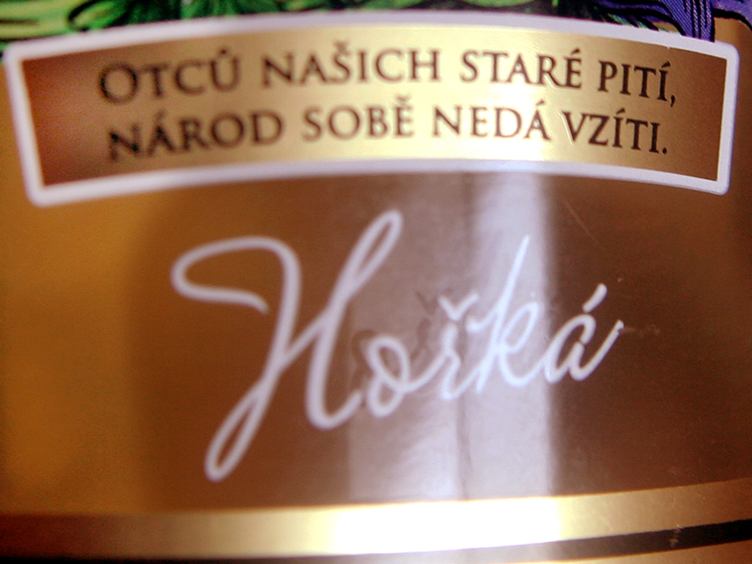 OTCŮ NAŠICH STARÉ PITÍ,
NÁROD SOBĚ NEDÁ VZÍTI.
Hořká